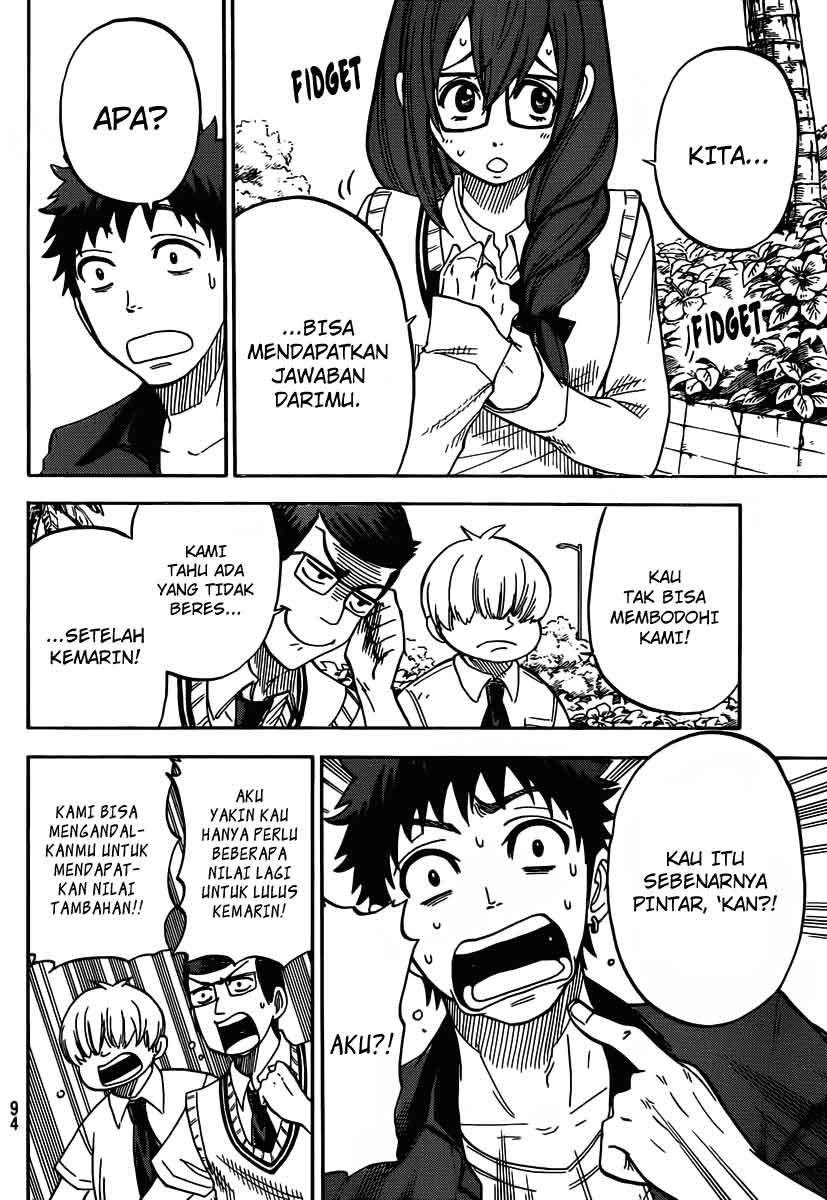 KITA...
FIDGET
FIDGET
...BISA
MENDAPATKAN
JAWABAN
DARIMU.
APA?
KAU
TAK BISA
MEMBODOHI
KAMI!
KAMI
TAHU ADA
YANG TIDAK
BERES...
...SETELAH
KEMARIN!
KAU ITU
SEBENARNYA
PINTAR, 'KAN?!
AKU?!
AKU
YAKIN KAU
HANYA PERLU
BEBERAPA
NILAI LAGI
UNTUK LULUS
KEMARIN!
KAMI BISA
MENGANDAL-
KANMU UNTUK
MENDAPAT-
KAN NILAI
TAMBAHAN!!
94